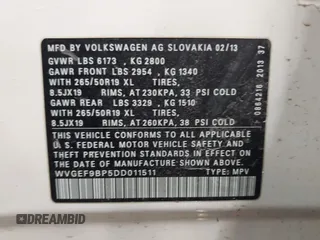 MFD BY VOLKSWAGEN AG SLOVAKIA 02/13
GVWR LBS 6173 , KG 2800
GAWR FRONT LBS 2954 , KG 1340
WITH 265/50R19 XL TIRES,
8.5JX19 RIMS, AT 230KPA, 33 PSI COLD
GAWR REAR LBS 3329 , KG 1510
WITH 265/50R19 XL TIRES,
8.5JX19 RIMS, AT 260KPA, 38 PSI COLD
THIS VEHICLE CONFORMS TO ALL APPLICABLE
U.S. FEDERAL MOTOR VEHICLE SAFETY AND
THEFT PREVENTION STANDARDS IN EFFECT ON
THE DATE OF MANUFACTURE SHOWN ABOVE.
WVGEF9BP5DD011511 TYPE: MPV
0864216 2013 37